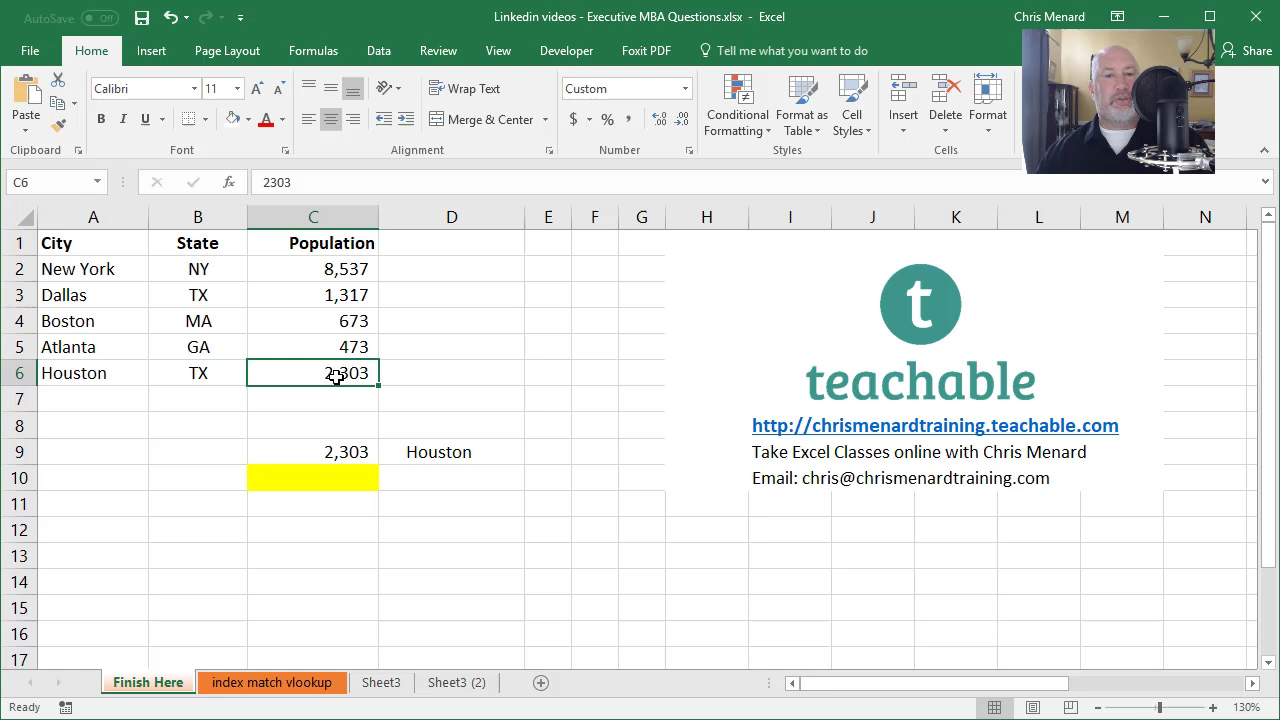 AutoSave Off
Linkedin videos - Executive MBA Questions.xlsx - Excel
Chris Menard
File Home Insert Page Layout Formulas Data Review View Developer Foxit PDF Tell me what you want to do Share
Paste
Calibri 11
Wrap Text
Merge & Center
Custom
$ % ,
Conditional Formatting
Format as Table
Cell Styles
Insert
Delete
Format
Clipboard Font Alignment Number Styles Cells
C6 fx 2303
A B C D E F G H I J K L M N
1 City State Population
2 New York NY 8,537
3 Dallas TX 1,317
4 Boston MA 673
5 Atlanta GA 473
6 Houston TX 2,303
7
8
9 2,303 Houston
10
11
12
13
14
15
16
17
t
teachable
http://chrismenardtraining.teachable.com
Take Excel Classes online with Chris Menard
Email: chris@chrismenardtraining.com
Finish Here index match vlookup Sheet3 Sheet3 (2)
Ready 130%